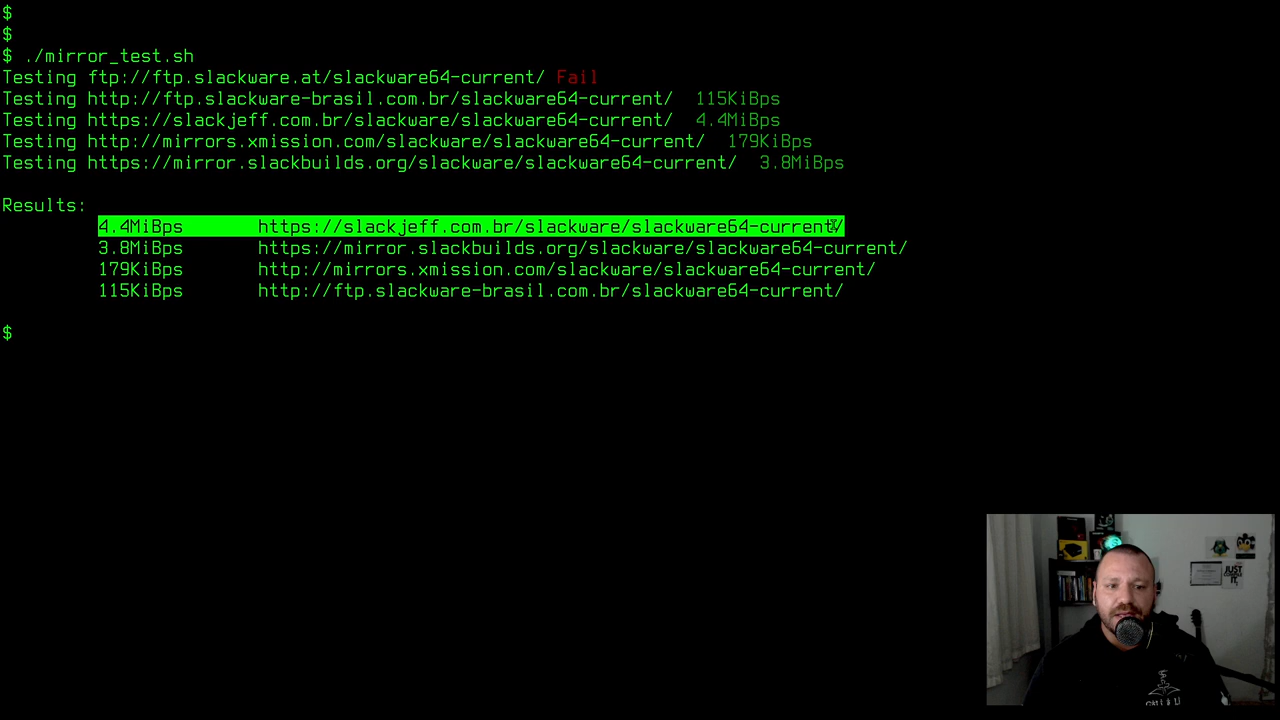 $
$
$ ./mirror_test.sh
Testing ftp://ftp.slackware.at/slackware64-current/ Fail
Testing http://ftp.slackware-brasil.com.br/slackware64-current/  115KiBps
Testing https://slackjeff.com.br/slackware/slackware64-current/  4.4MiBps
Testing http://mirrors.xmission.com/slackware/slackware64-current/  179KiBps
Testing https://mirror.slackbuilds.org/slackware/slackware64-current/  3.8MiBps
Results:
4.4MiBps https://slackjeff.com.br/slackware/slackware64-current/
3.8MiBps https://mirror.slackbuilds.org/slackware/slackware64-current/
179KiBps http://mirrors.xmission.com/slackware/slackware64-current/
115KiBps http://ftp.slackware-brasil.com.br/slackware64-current/
$
JUST
IT,